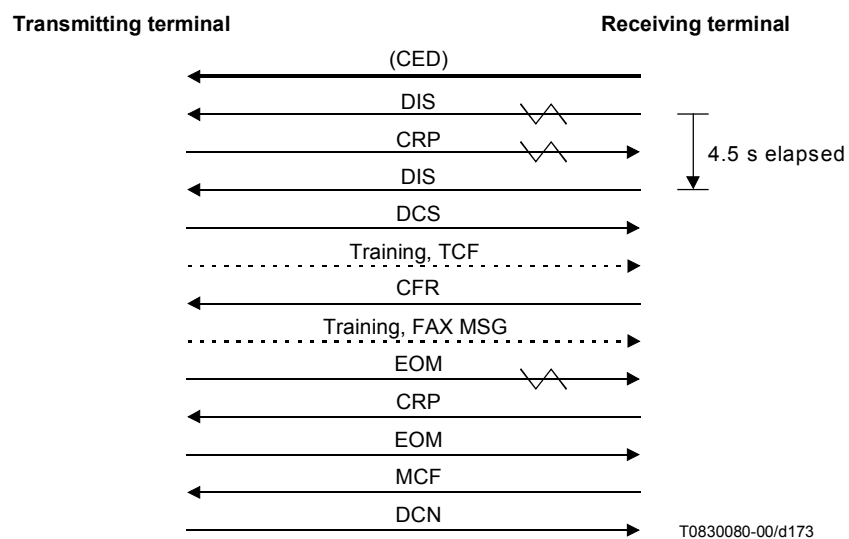 Transmitting terminal
Receiving terminal
(CED)
DIS
CRP
4.5 s elapsed
DIS
DCS
Training, TCF
CFR
Training, FAX MSG
EOM
CRP
EOM
MCF
DCN
T0830080-00/d173